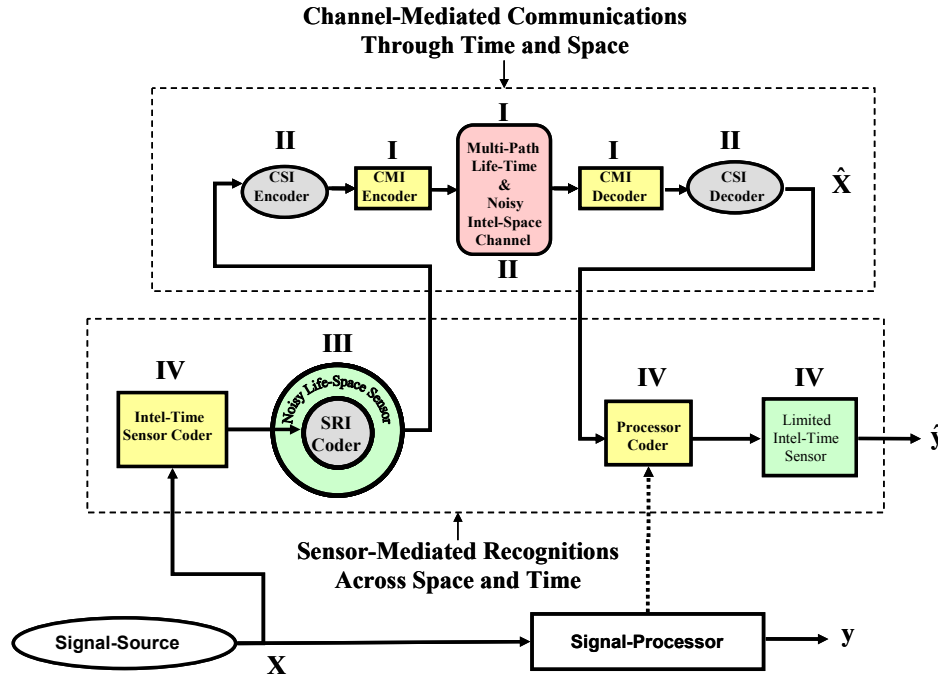 Channel-Mediated Communications
Through Time and Space
I
II
I
I
II
CSI
Encoder
CMI
Encoder
Multi-Path
Life-Time
&
Noisy
Intel-Space
Channel
CMI
Decoder
CSI
Decoder
X̂
II
III
IV
Intel-Time
Sensor Coder
Noisy Life-Space Sensor
SRI
Coder
IV
IV
Processor
Coder
Limited
Intel-Time
Sensor
ŷ
Sensor-Mediated Recognitions
Across Space and Time
Signal-Source
X
Signal-Processor
y